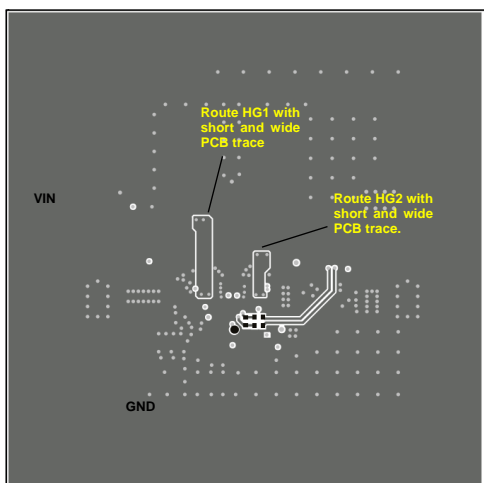 Route HG1 with
short and wide
PCB trace
VIN
Route HG2 with
short and wide
PCB trace.
GND